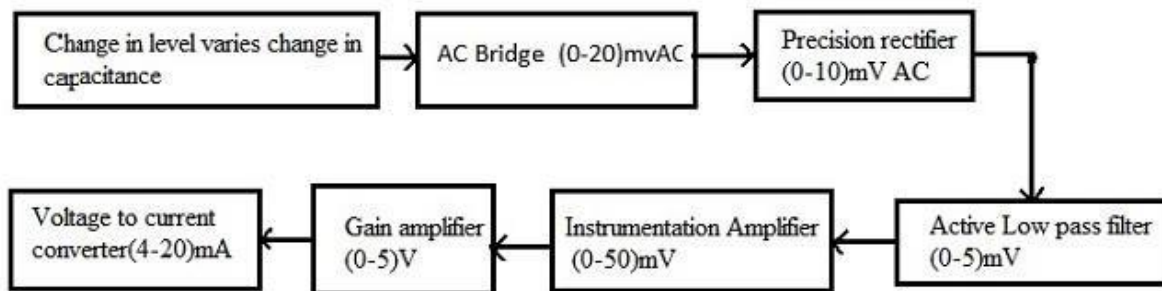 Change in level varies change in
capacitance
AC Bridge (0-20)mvAC
Precision rectifier
(0-10)mV AC
Active Low pass filter
(0-5)mV
Instrumentation Amplifier
(0-50)mV
Gain amplifier
(0-5)V
Voltage to current
converter(4-20)mA